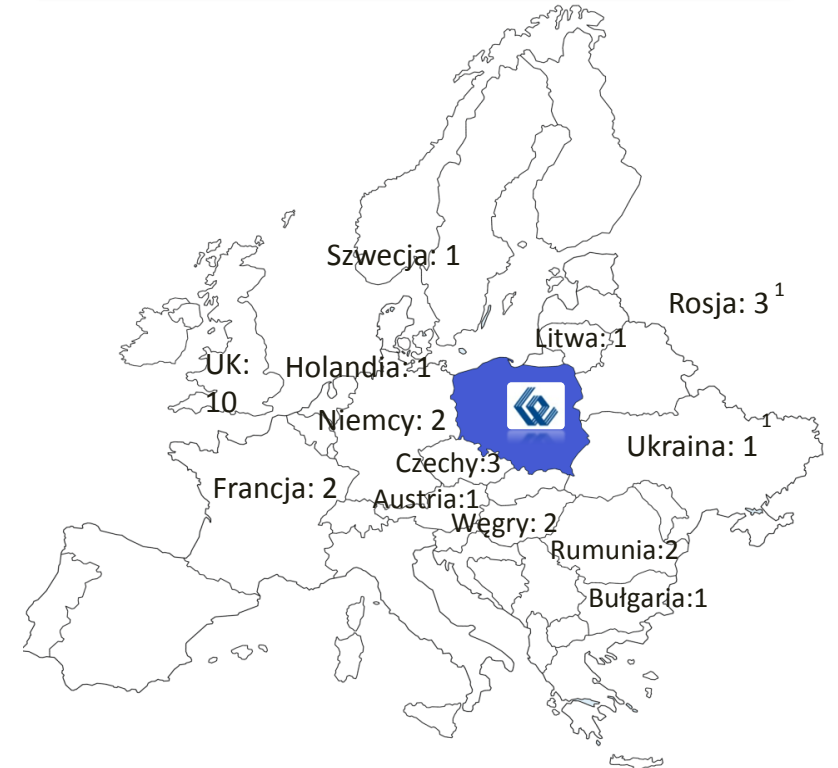 Szwecja: 1
Rosja: 3 1
Litwa: 1
UK:
10
Holandia: 1
Niemcy: 2
Ukraina: 1 1
Czechy:3
Francja: 2
Austria:1
Węgry: 2
Rumunia:2
Bułgaria:1